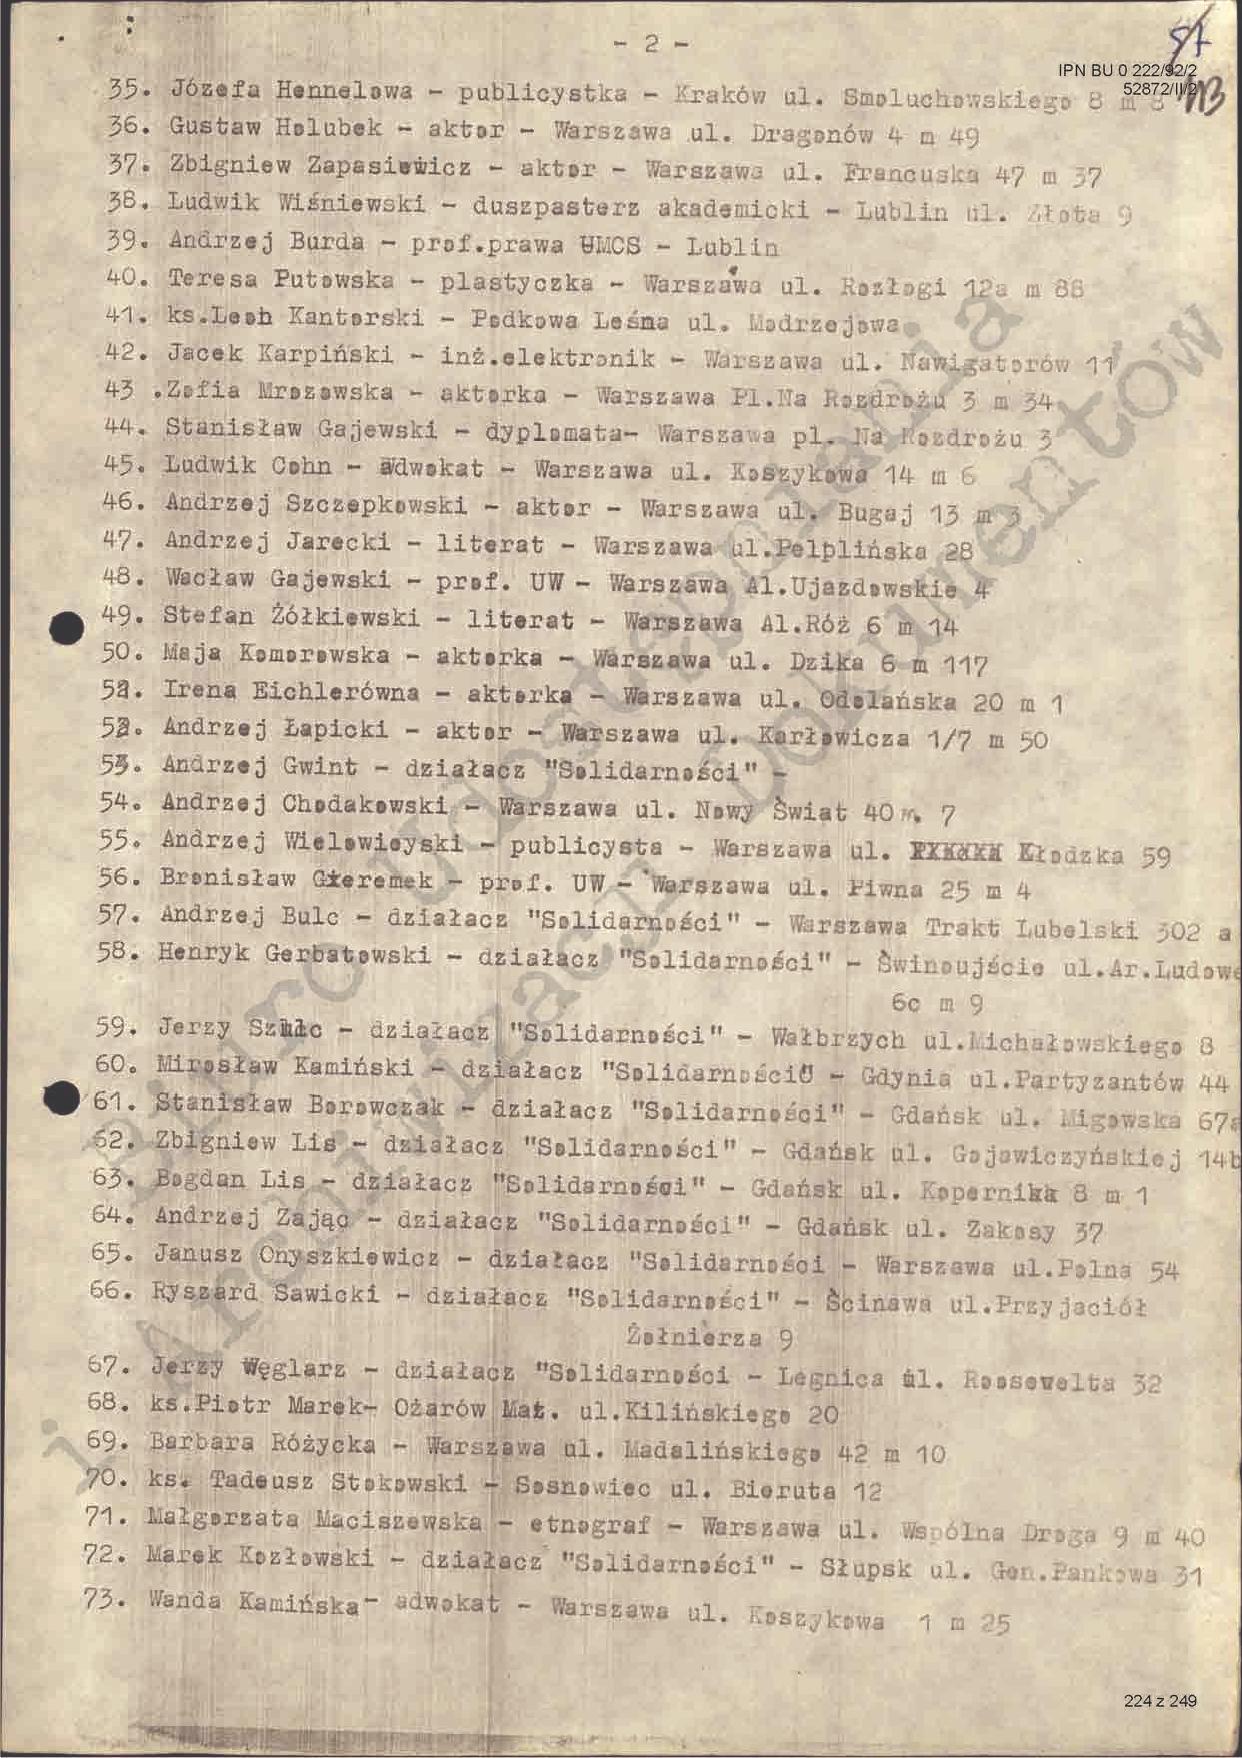 - 2 -
57
IPN BU 0 222/92/2
52872/II/2
113
35. Józefa Hennelowa - publicystka - Kraków ul. Smoluchowskiego 8 m 8
36. Gustaw Holubek - aktor - Warszawa ul. Dragonów 4 m 49
37. Zbigniew Zapasiewicz - aktor - Warszawa ul. Francuska 47 m 37
38. Ludwik Wiśniewski - duszpasterz akademicki - Lublin ul. Złota 9
39. Andrzej Burda - prof.prawa UMCS - Lublin
40. Teresa Putowska - plastyczka - Warszawa ul. Rozłogi 12a m 88
41. ks.Leoh Kantorski - Podkowa Leśna ul. Modrzejowa
42. Jacek Karpiński - inż.elektronik - Warszawa ul. Nawigatorów 11
43 .Zofia Mrozowska - aktorka - Warszawa Pl.Na Rozdrożu 3 m 34
44. Stanisław Gajewski - dyplomata- Warszawa pl. Na Rozdrożu 3
45. Ludwik Cohn - adwokat - Warszawa ul. Koszykowa 14 m 6
46. Andrzej Szczepkowski - aktor - Warszawa ul. Bugaj 13 m 3
47. Andrzej Jarecki - literat - Warszawa ul.Pelplińska 28
48. Wacław Gajewski - prof. UW - Warszawa Al.Ujazdowskie 4
49. Stefan Żółkiewski - literat - Warszawa Al.Róż 6 m 14
50. Maja Komorowska - aktorka - Warszawa ul. Dzika 6 m 117
51. Irena Eichlerówna - aktorka - Warszawa ul. Odolańska 20 m 1
52. Andrzej Łapicki - aktor - Warszawa ul. Karłowicza 1/7 m 50
53. Andrzej Gwint - działacz "Solidarności" -
54. Andrzej Chodakowski - Warszawa ul. Nowy Świat 40 m. 7
55. Andrzej Wielowieyski - publicysta - Warszawa ul. Kłodzka 59
56. Bronisław Geremek - prof. UW - Warszawa ul. Piwna 25 m 4
57. Andrzej Bulc - działacz "Solidarności" - Warszawa Trakt Lubelski 302 a
58. Henryk Gerbatowski - działacz "Solidarności" - Świnoujście ul.Ar.Ludowe
6c m 9
59. Jerzy Szulc - działacz "Solidarności" - Wałbrzych ul.Michałowskiego 8
60. Mirosław Kamiński - działacz "Solidarności" - Gdynia ul.Partyzantów 44
61. Stanisław Borowczak - działacz "Solidarności" - Gdańsk ul. Migowska 67a
62. Zbigniew Lis - działacz "Solidarności" - Gdańsk ul. Gojawiczyńskiej 14b
63. Bogdan Lis - działacz "Solidarności" - Gdańsk ul. Kopernika 8 m 1
64. Andrzej Zając - działacz "Solidarności" - Gdańsk ul. Zakosy 37
65. Janusz Onyszkiewicz - działacz "Solidarności - Warszawa ul.Polna 54
66. Ryszard Sawicki - działacz "Solidarności" - Ścinawa ul.Przyjaciół
Żołnierza 9
67. Jerzy Węglarz - działacz "Solidarności - Legnica ul. Roosevelta 32
68. ks.Piotr Marek- Ożarów Maz. ul.Kilińskiego 20
69. Barbara Różycka - Warszawa ul. Madalińskiego 42 m 10
70. ks. Tadeusz Stokowski - Sosnowiec ul. Bieruta 12
71. Małgorzata Maciszewska - etnograf - Warszawa ul. Wspólna Droga 9 m 40
72. Marek Kozłowski - działacz "Solidarności" - Słupsk ul. Gen.Pankowa 31
73. Wanda Kamińska- adwokat - Warszawa ul. Koszykowa 1 m 25
Biuro Udostępniania
i Archiwizacji Dokumentów
224 z 249